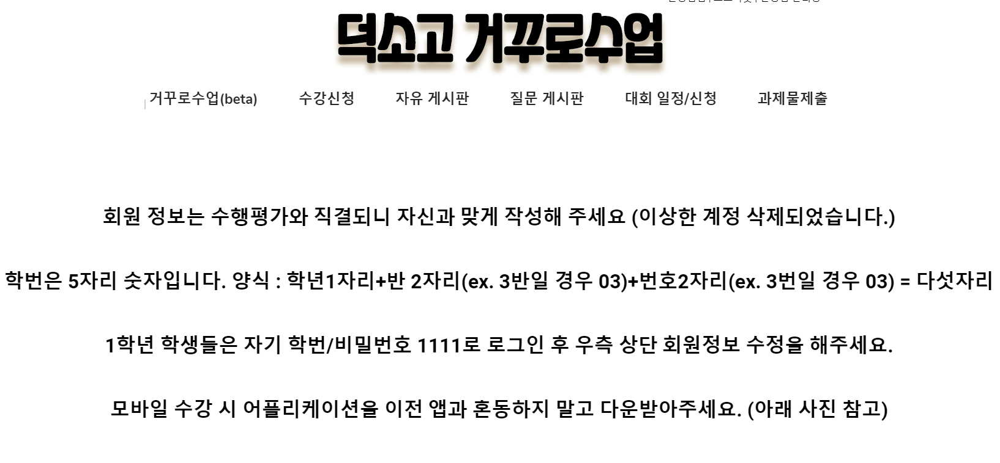 덕소고 거꾸로수업
거꾸로수업(beta) 수강신청 자유 게시판 질문 게시판 대회 일정/신청 과제물제출
회원 정보는 수행평가와 직결되니 자신과 맞게 작성해 주세요 (이상한 계정 삭제되었습니다.)
학번은 5자리 숫자입니다. 양식 : 학년1자리+반 2자리(ex. 3반일 경우 03)+번호2자리(ex. 3번일 경우 03) = 다섯자리
1학년 학생들은 자기 학번/비밀번호 1111로 로그인 후 우측 상단 회원정보 수정을 해주세요.
모바일 수강 시 어플리케이션을 이전 앱과 혼동하지 말고 다운받아주세요. (아래 사진 참고)